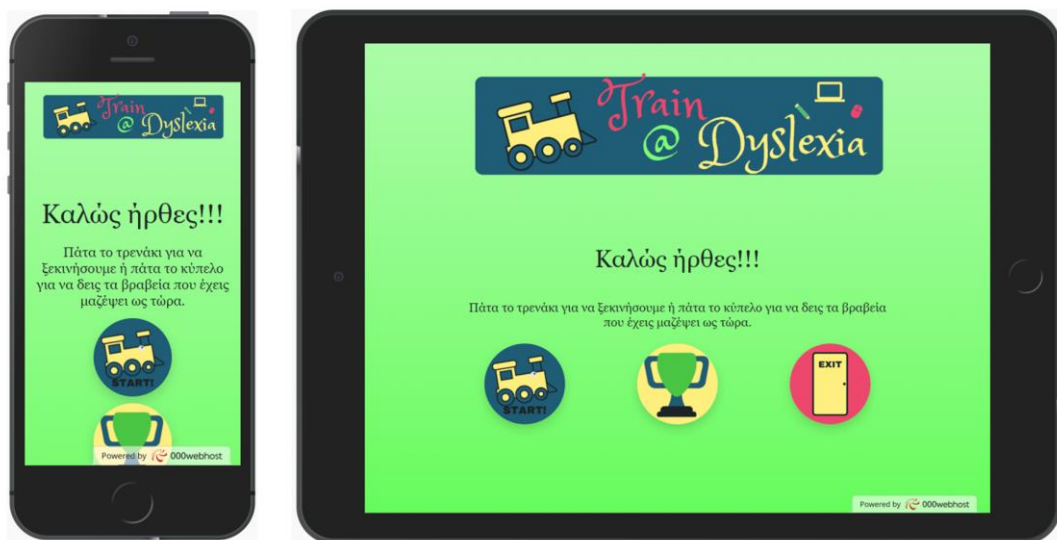 Train
@ Dyslexia
Καλώς ήρθες!!!
Πάτα το τρενάκι για να
ξεκινήσουμε ή πάτα το κύπελο
για να δεις τα βραβεία που έχεις
μαζέψει ως τώρα.
START!
Powered by 000webhost
Train
@ Dyslexia
Καλώς ήρθες!!!
Πάτα το τρενάκι για να ξεκινήσουμε ή πάτα το κύπελο για να δεις τα βραβεία
που έχεις μαζέψει ως τώρα.
START!
EXIT
Powered by 000webhost